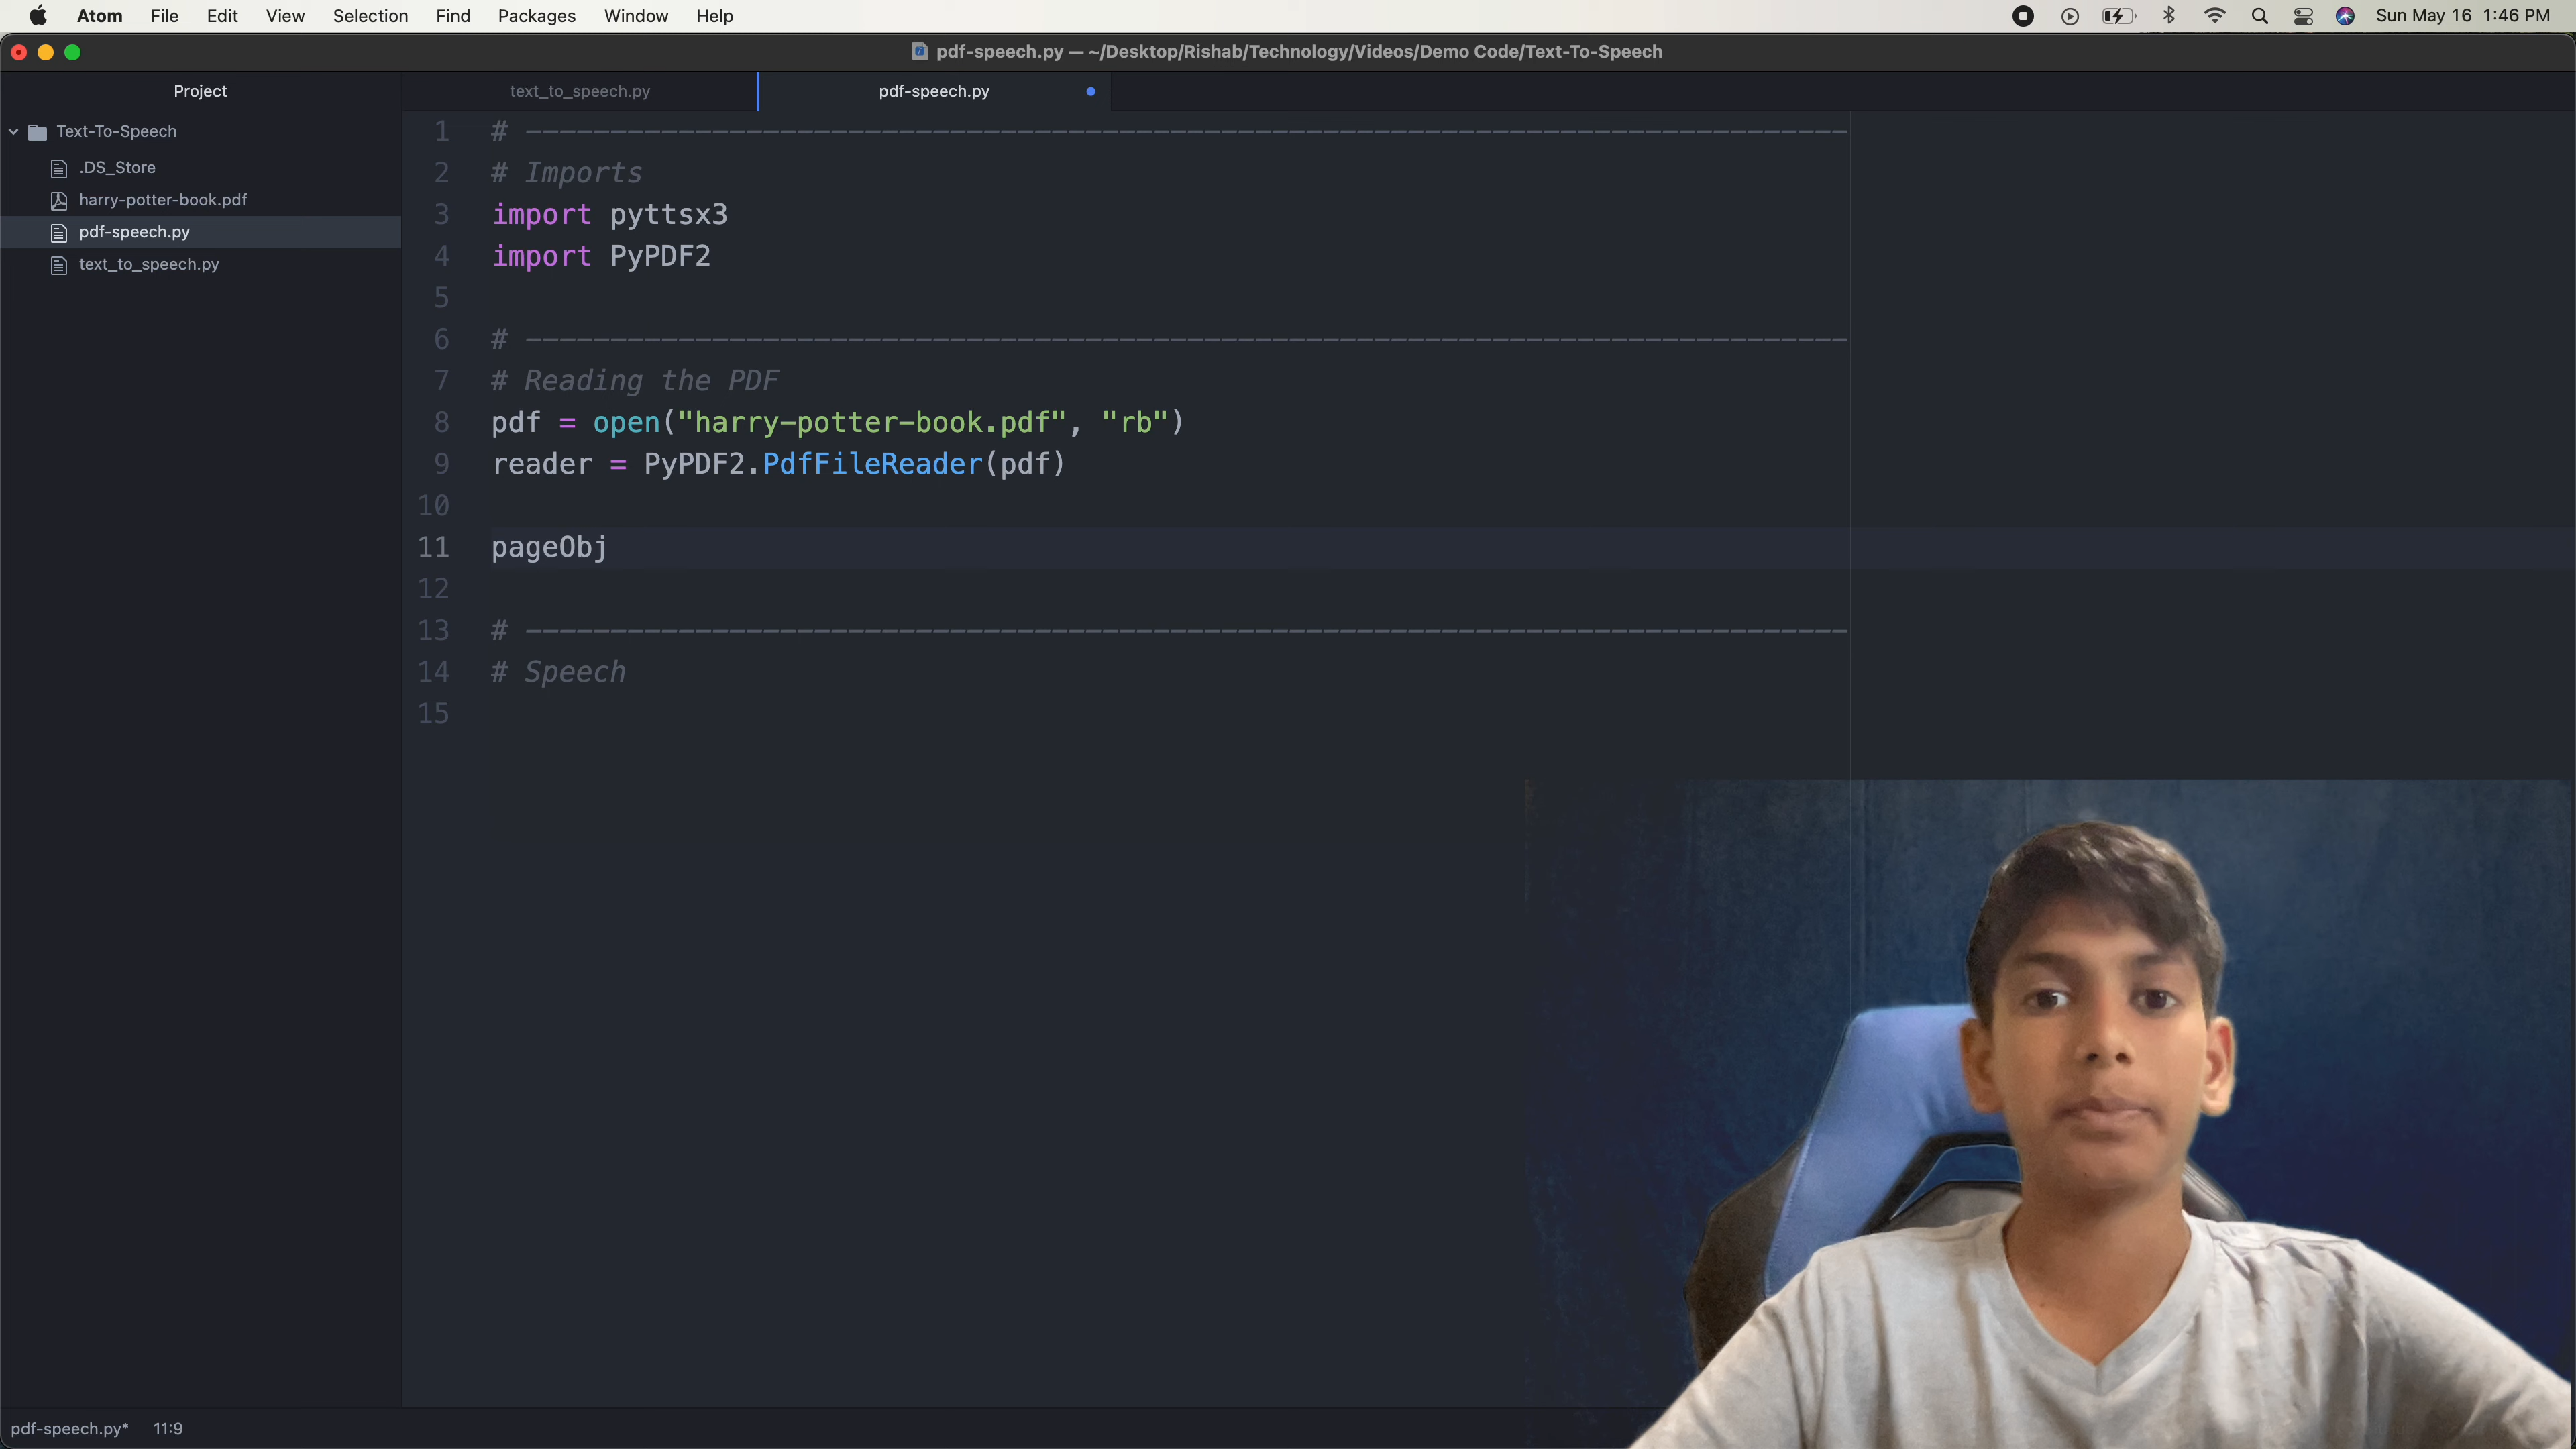 Atom File Edit View Selection Find Packages Window Help Sun May 16 1:46 PM
pdf-speech.py — ~/Desktop/Rishab/Technology/Videos/Demo Code/Text-To-Speech
Project text_to_speech.py pdf-speech.py
Text-To-Speech
.DS_Store
harry-potter-book.pdf
pdf-speech.py
text_to_speech.py
1 # ------------------------------------------------------------------------------
2 # Imports
3 import pyttsx3
4 import PyPDF2
5
6 # ------------------------------------------------------------------------------
7 # Reading the PDF
8 pdf = open("harry-potter-book.pdf", "rb")
9 reader = PyPDF2.PdfFileReader(pdf)
10
11 pageObj
12
13 # ------------------------------------------------------------------------------
14 # Speech
15
pdf-speech.py* 11:9